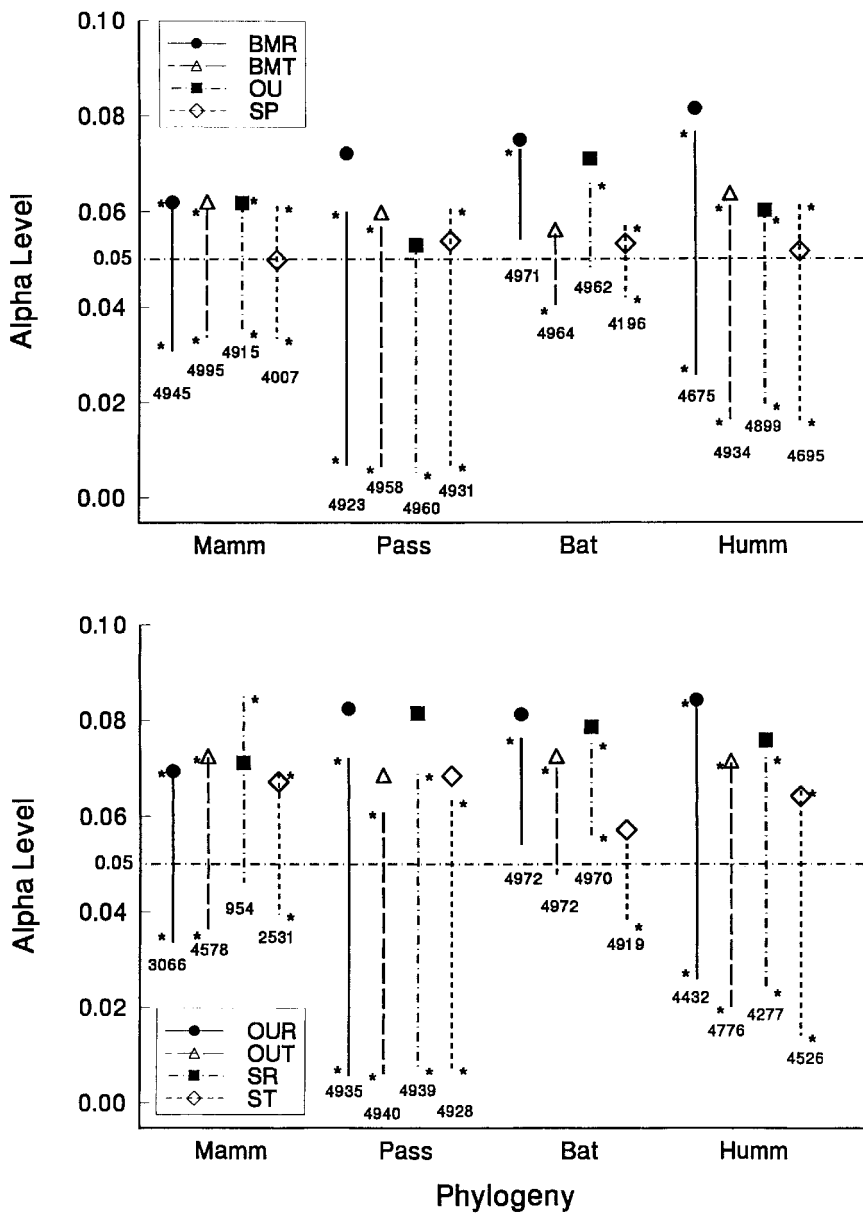 0.10
BMR
BMT
OU
SP
0.08
0.06
0.05
0.04
0.02
0.00
Alpha Level
4945
4995
4915
4007
4923
4958
4960
4931
4971
4964
4962
4196
4675
4934
4899
4695
Mamm
Pass
Bat
Humm
0.10
0.08
0.06
0.05
0.04
0.02
0.00
Alpha Level
3066
4578
954
2531
4935
4940
4939
4928
4972
4972
4970
4919
4432
4776
4277
4526
OUR
OUT
SR
ST
Mamm
Pass
Bat
Humm
Phylogeny